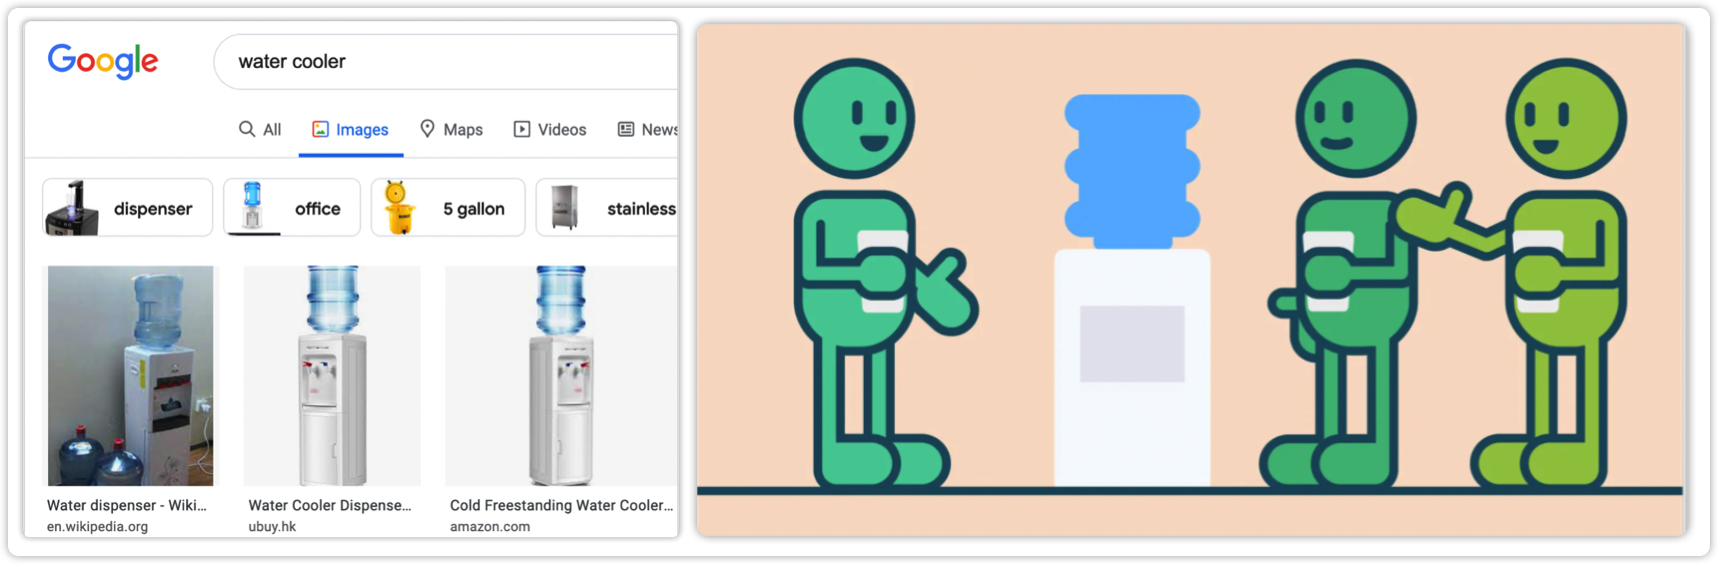 Google
water cooler
All
Images
Maps
Videos
News
dispenser
office
5 gallon
stainless
Water dispenser - Wiki...
en.wikipedia.org
Water Cooler Dispense...
ubuy.hk
Cold Freestanding Water Cooler...
amazon.com